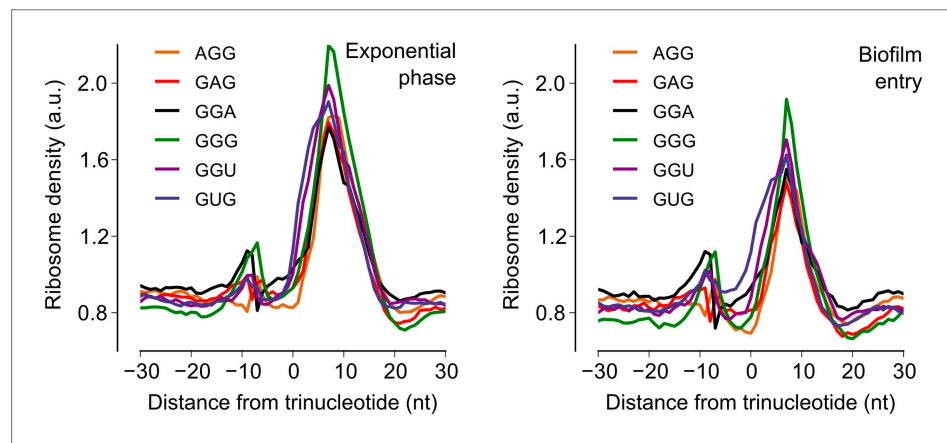 Exponential
phase
AGG
GAG
GGA
GGG
GGU
GUG
2.0
1.6
1.2
0.8
Ribosome density (a.u.)
−30 −20 −10 0 10 20 30
Distance from trinucleotide (nt)
Biofilm
entry
AGG
GAG
GGA
GGG
GGU
GUG
2.0
1.6
1.2
0.8
Ribosome density (a.u.)
−30 −20 −10 0 10 20 30
Distance from trinucleotide (nt)